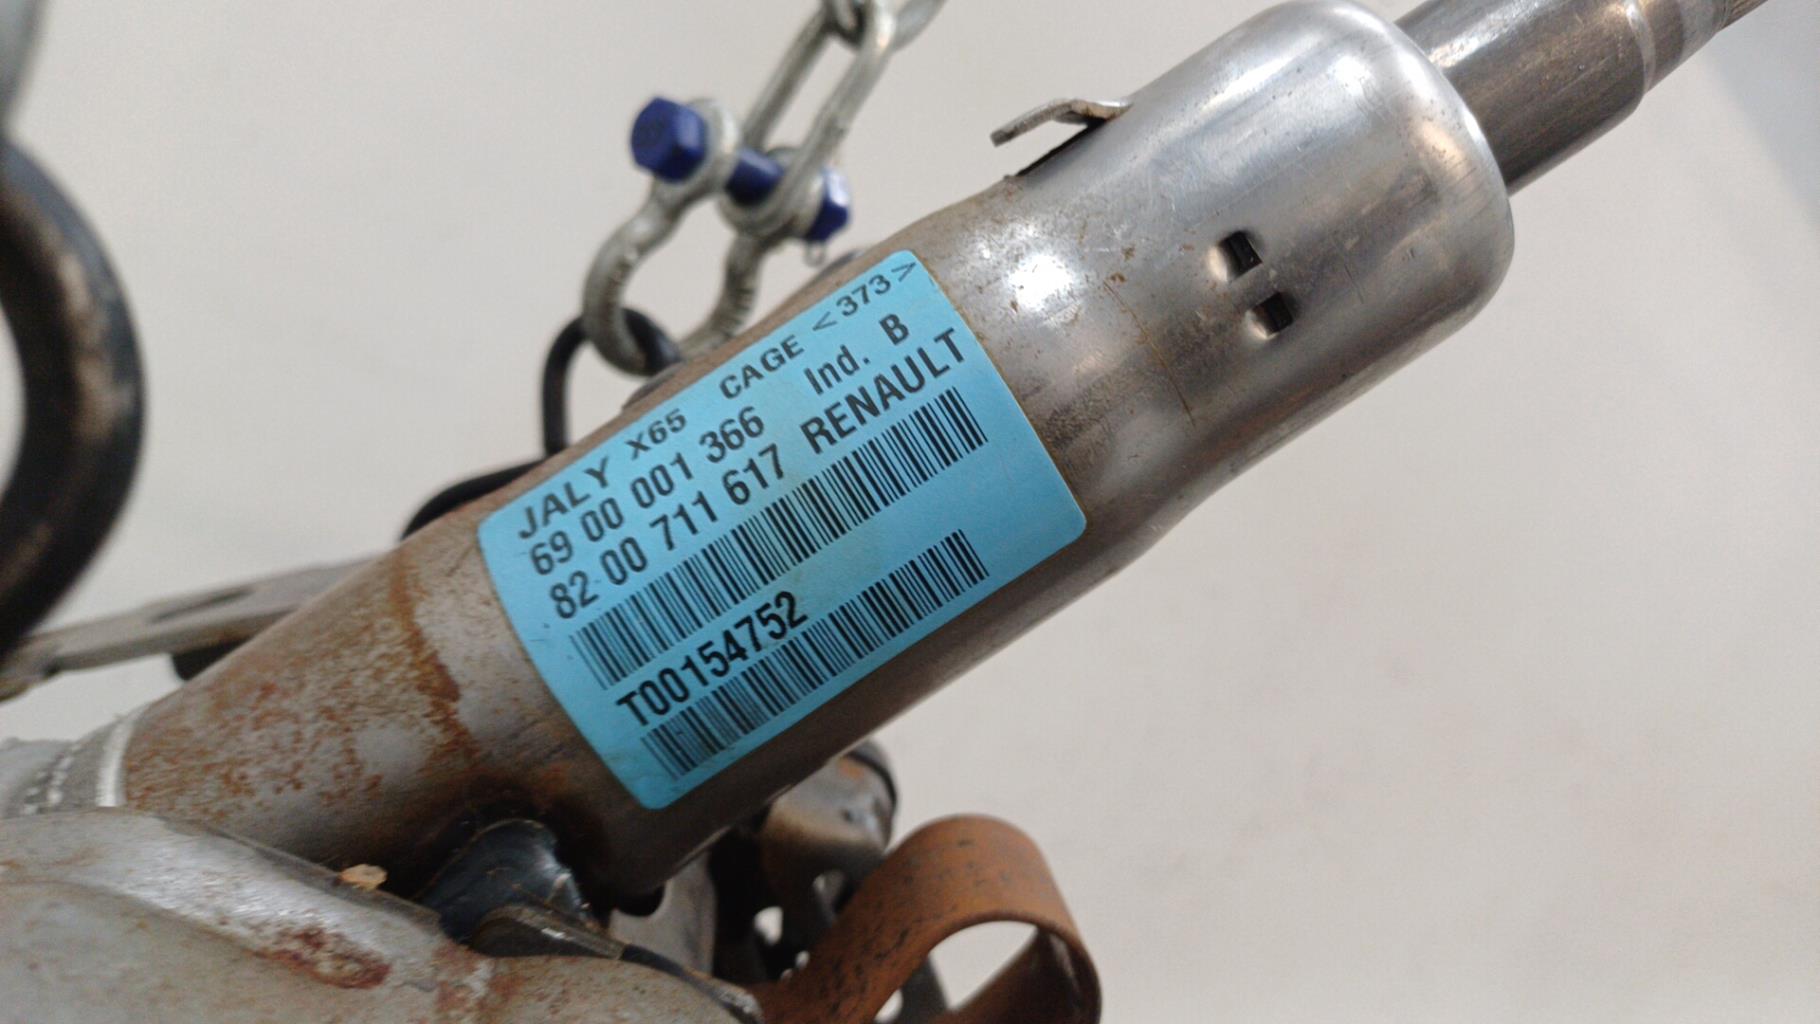 JALY X65 CAGE <373>
69 00 001 366 Ind. B
82 00 711 617 RENAULT
T00154752